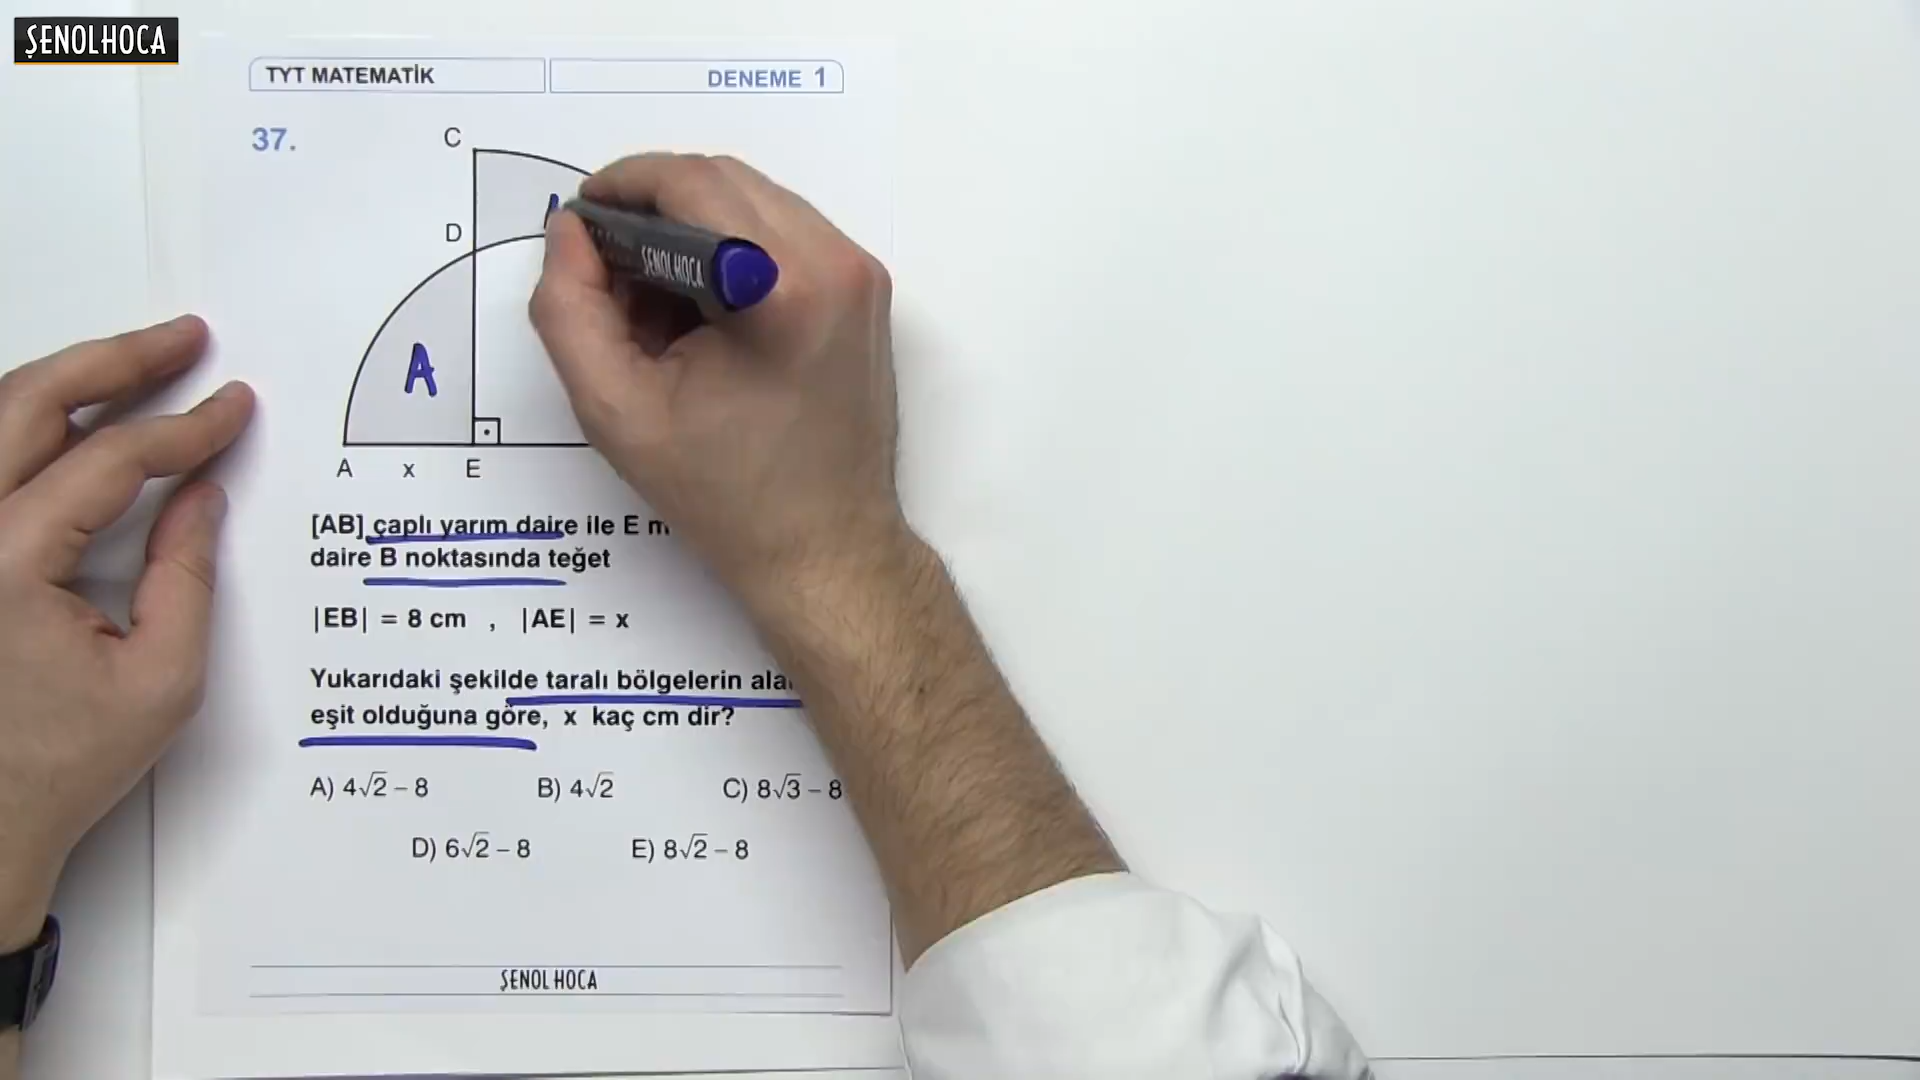 ŞENOLHOCA
TYT MATEMATİK
DENEME 1
37.
C
D
A
A x E
[AB] çaplı yarım daire ile E
daire B noktasında teğet
|EB| = 8 cm , |AE| = x
Yukarıdaki şekilde taralı bölgelerin
eşit olduğuna göre, x kaç cm dir?
A) 4√2 – 8 B) 4√2 C) 8√3 – 8
D) 6√2 – 8 E) 8√2 – 8
ŞENOL HOCA
ŞENOLHOCA